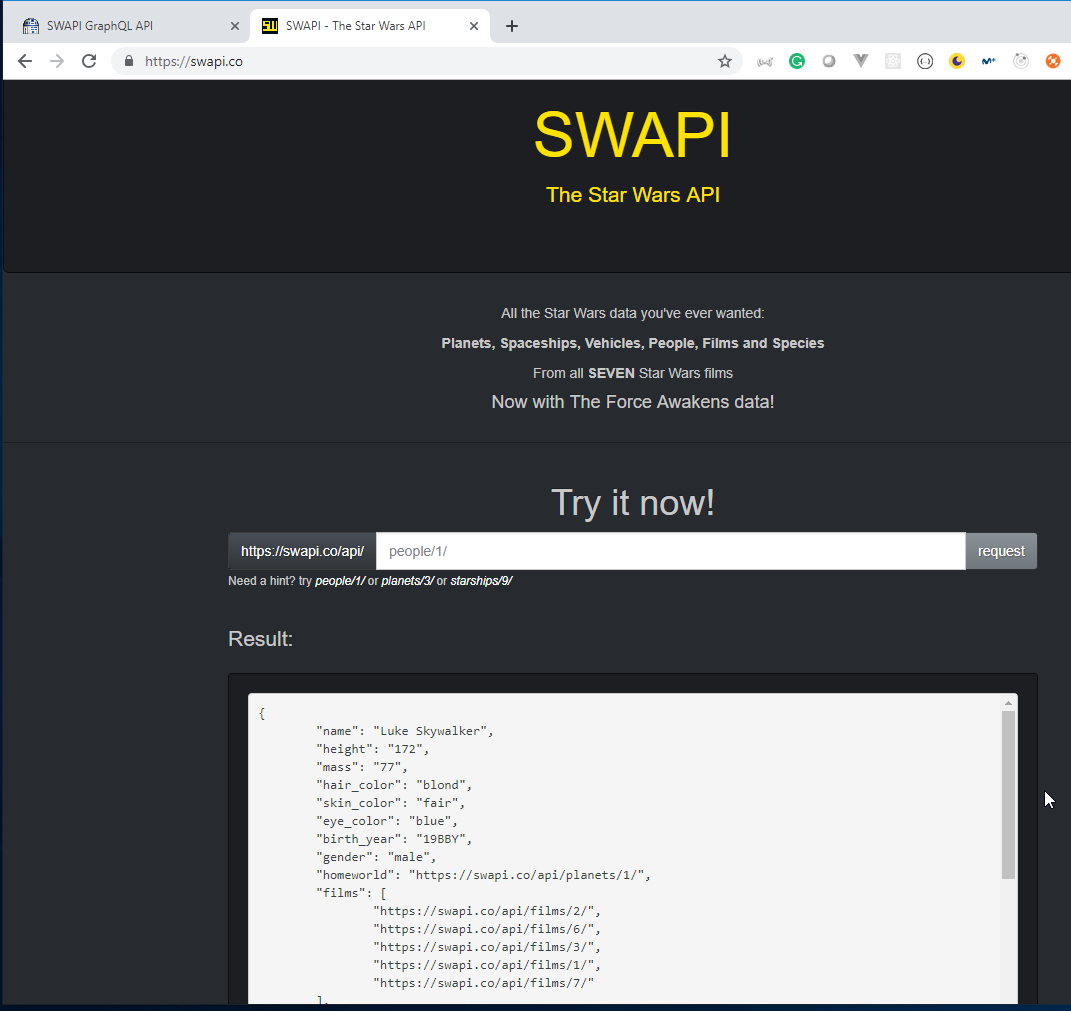 SWAPI GraphQL API
SWAPI - The Star Wars API
https://swapi.co
SWAPI
The Star Wars API
All the Star Wars data you've ever wanted:
Planets, Spaceships, Vehicles, People, Films and Species
From all SEVEN Star Wars films
Now with The Force Awakens data!
Try it now!
https://swapi.co/api/ people/1/ request
Need a hint? try people/1/ or planets/3/ or starships/9/
Result:
{
"name": "Luke Skywalker",
"height": "172",
"mass": "77",
"hair_color": "blond",
"skin_color": "fair",
"eye_color": "blue",
"birth_year": "19BBY",
"gender": "male",
"homeworld": "https://swapi.co/api/planets/1/",
"films": [
"https://swapi.co/api/films/2/",
"https://swapi.co/api/films/6/",
"https://swapi.co/api/films/3/",
"https://swapi.co/api/films/1/",
"https://swapi.co/api/films/7/"
],